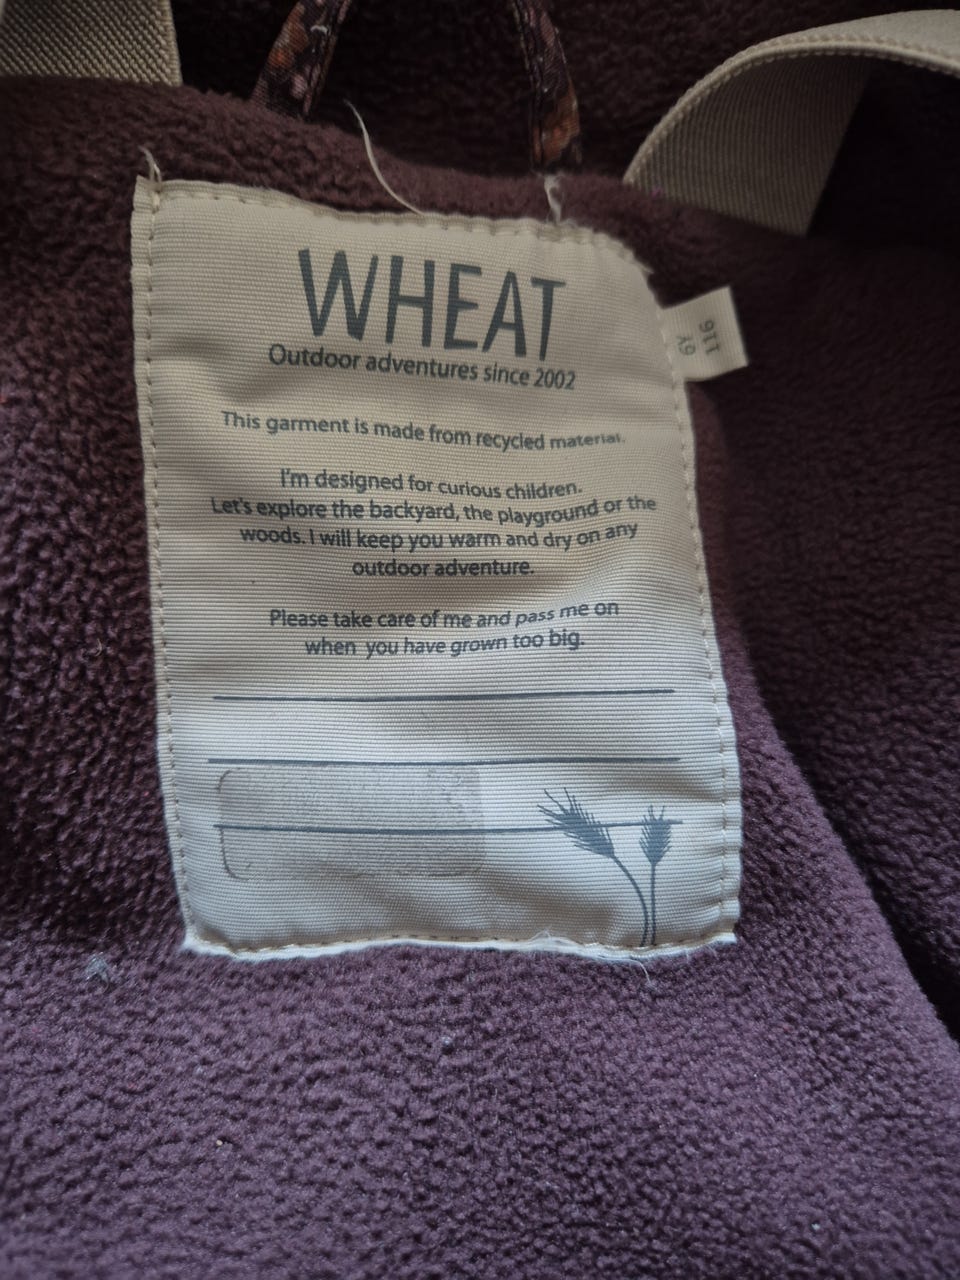 WHEAT
Outdoor adventures since 2002
This garment is made from recycled material.
I'm designed for curious children.
Let's explore the backyard, the playground or the
woods. I will keep you warm and dry on any
outdoor adventure.
Please take care of me and pass me on
when you have grown too big.
116
6y